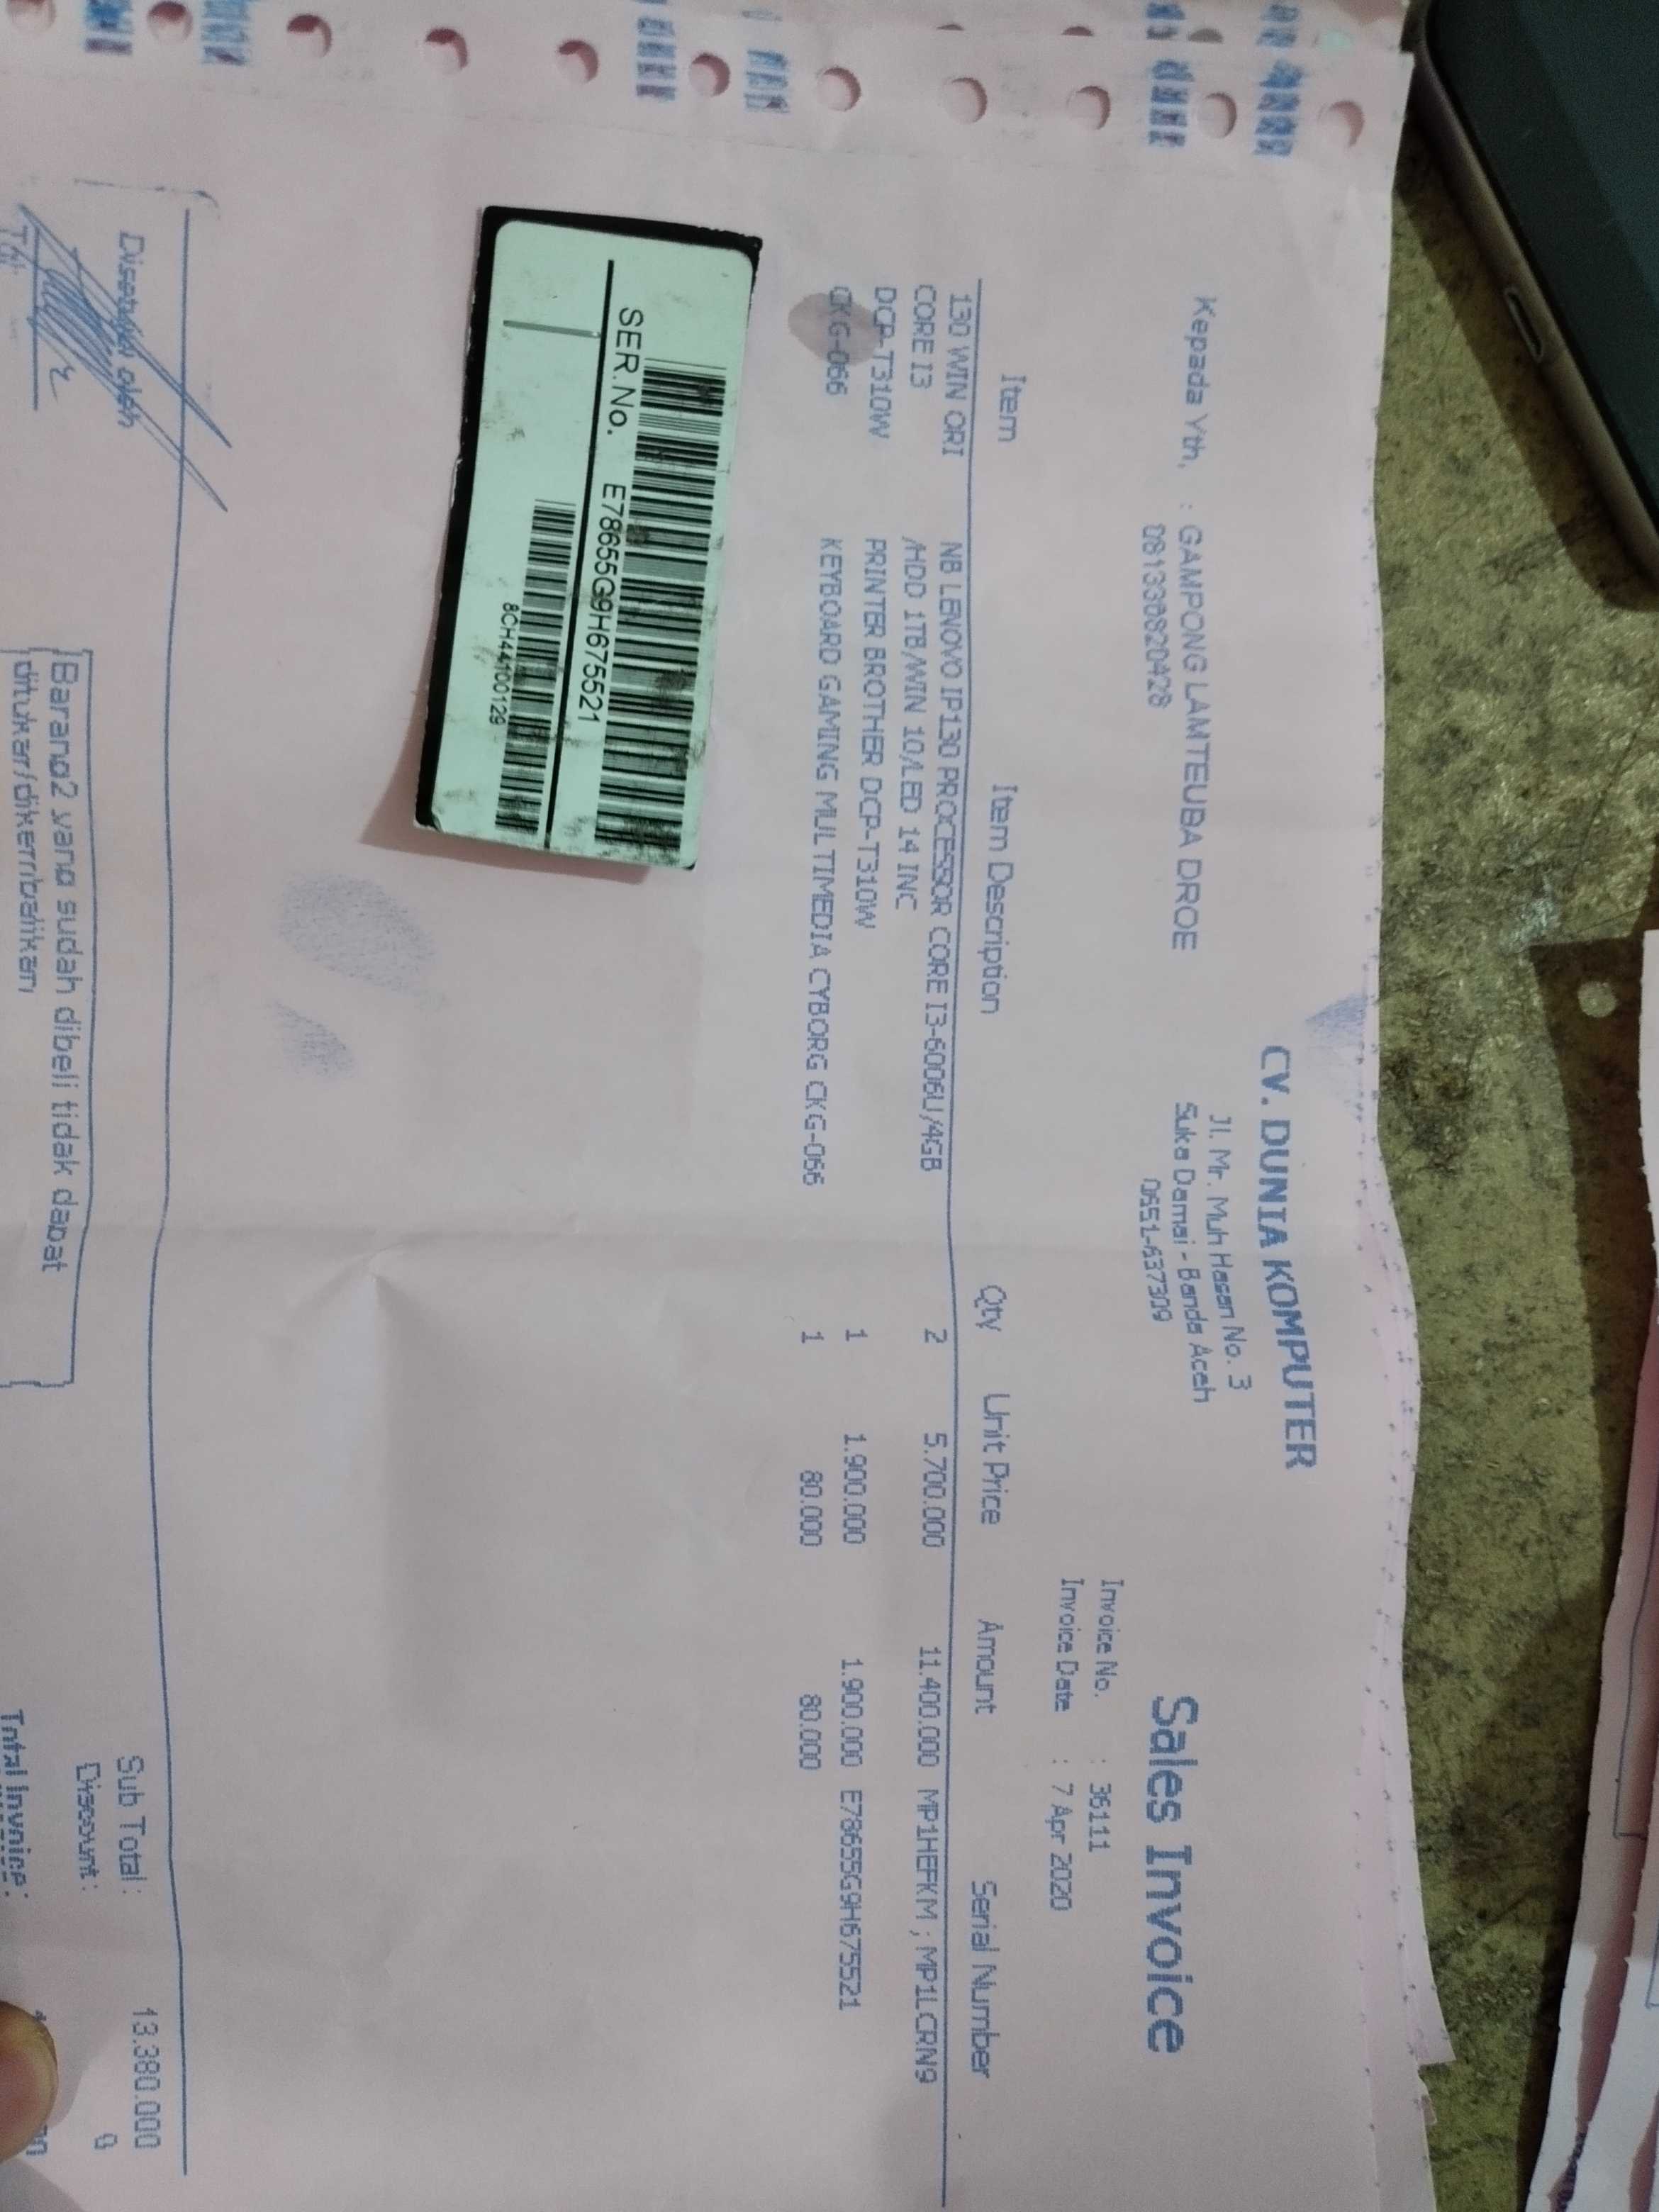 CV. DUNIA KOMPUTER
Jl. Mr. Muh Hasan No. 3
Suka Damai - Banda Aceh
0651-637309
Sales Invoice
Kepada Yth, : GAMPONG LAMTEUBA DROE
081330820428
Invoice No. : 36111
Invoice Date : 7 Apr 2020
Item Item Description Qty Unit Price Amount Serial Number
130 WIN ORI NB LENOVO IP130 PROCESSOR CORE I3-6006U/4GB 2 5.700.000 11.400.000 MP1HEFKM ; MP1LCRN9
CORE I3 /HDD 1TB/WIN 10/LED 14 INC
DCP-T310W PRINTER BROTHER DCP-T310W 1 1.900.000 1.900.000 E78655G9H675521
CKG-066 KEYBOARD GAMING MULTIMEDIA CYBORG CKG-066 1 80.000 80.000
SER.No. E78655G9H675521
8CH44100129
Disetujui oleh
Barang2 yang sudah dibeli tidak dapat
ditukar/dikembalikan
Sub Total : 13.380.000
Discount : 0
Total Invoice :